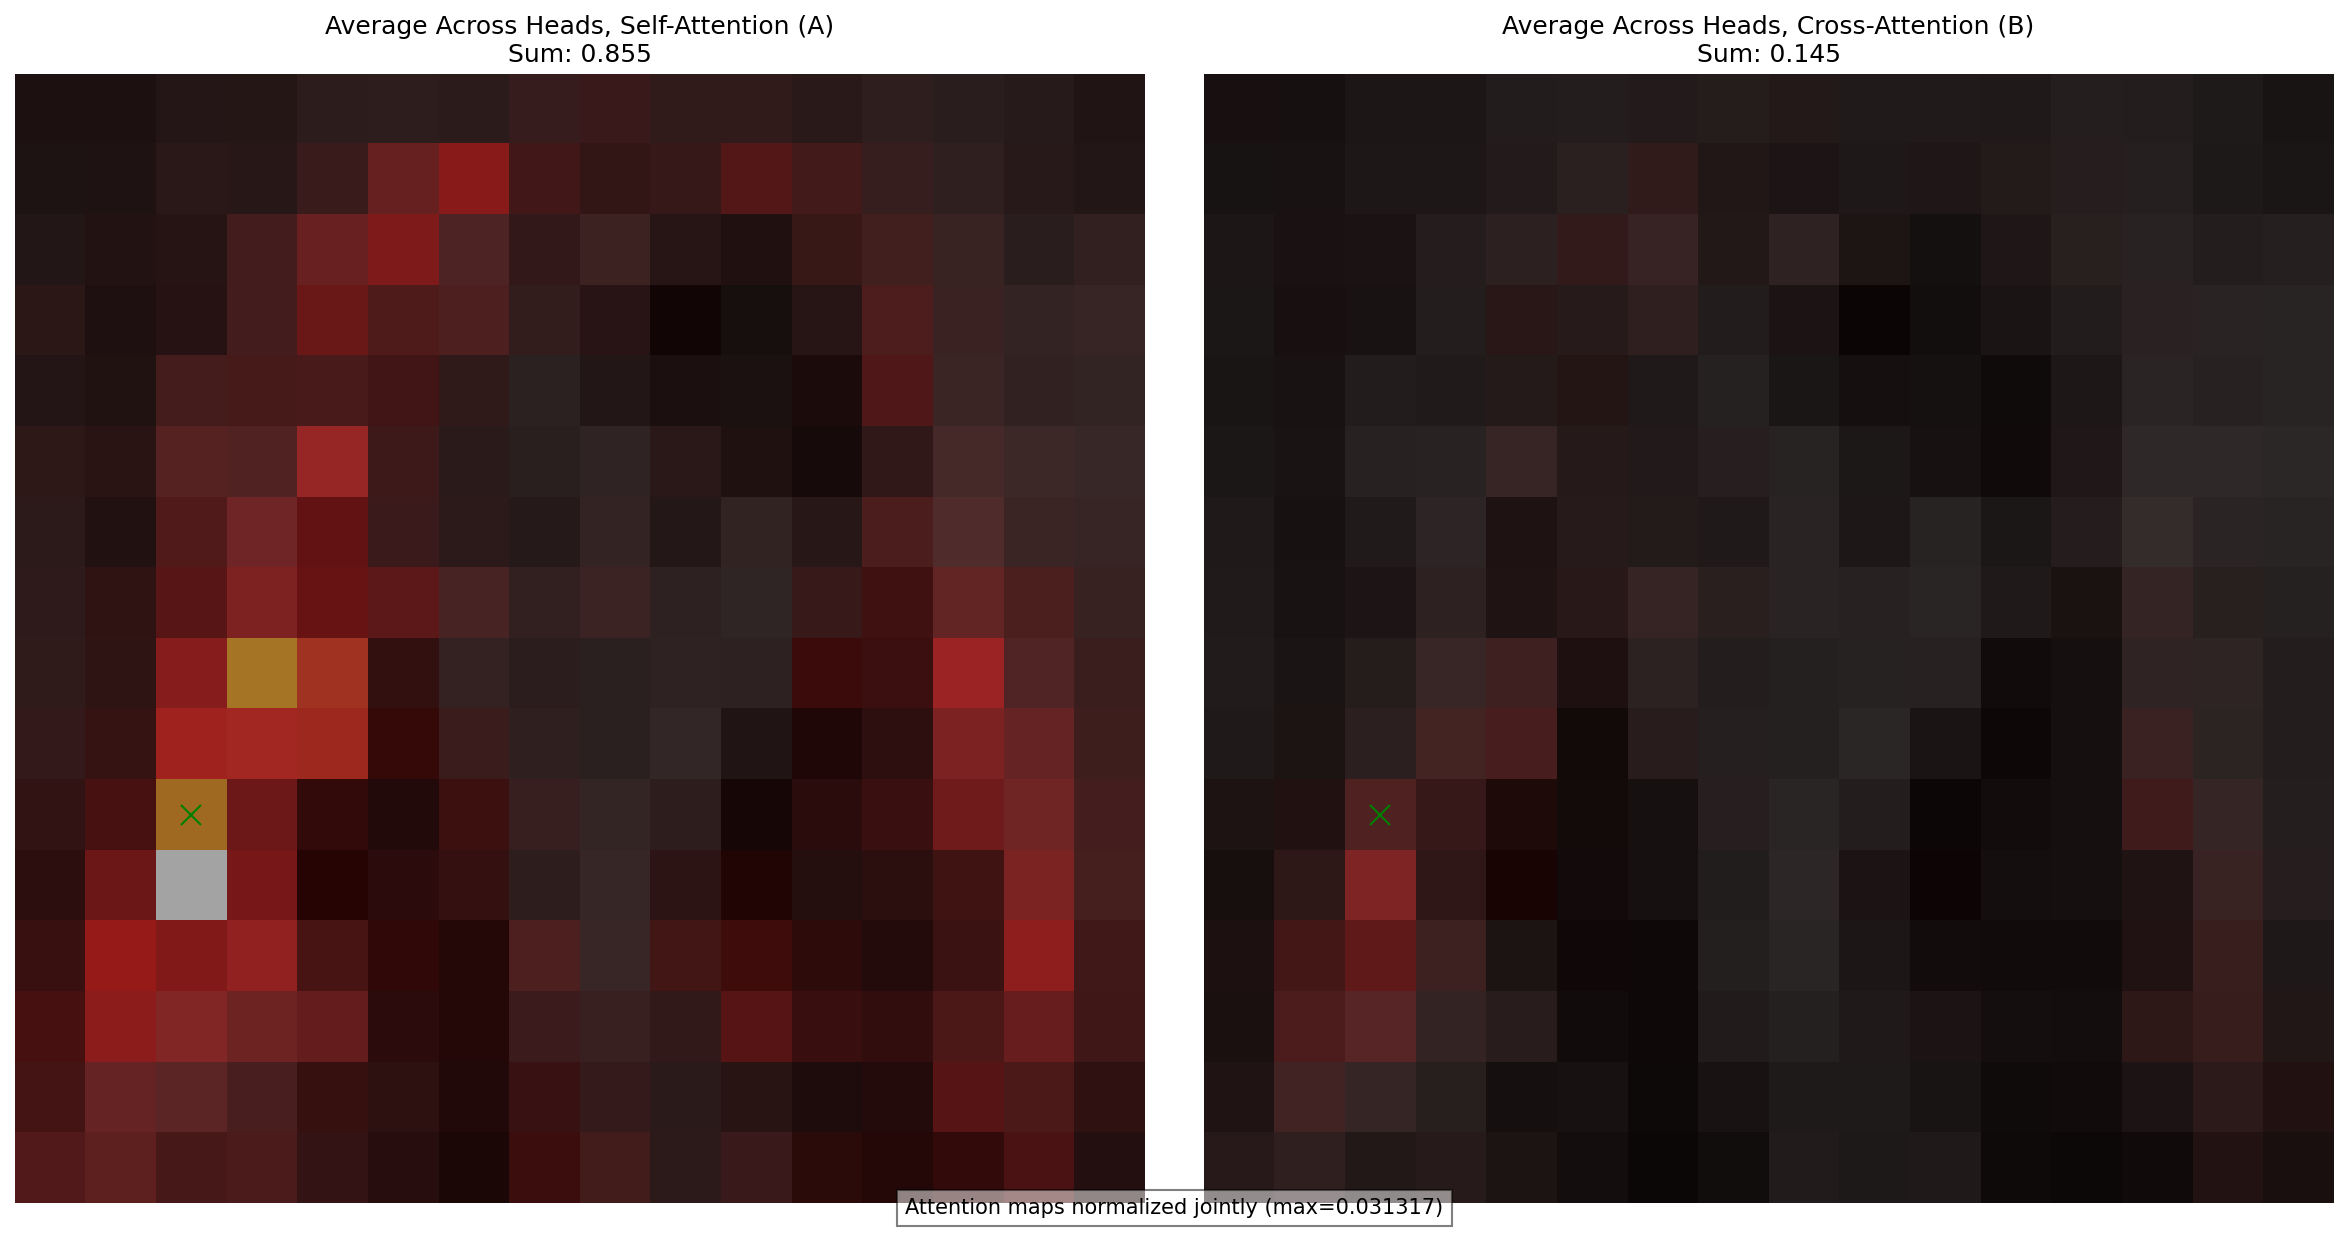 Average Across Heads, Self-Attention (A)
Sum: 0.855
Average Across Heads, Cross-Attention (B)
Sum: 0.145
Attention maps normalized jointly (max=0.031317)